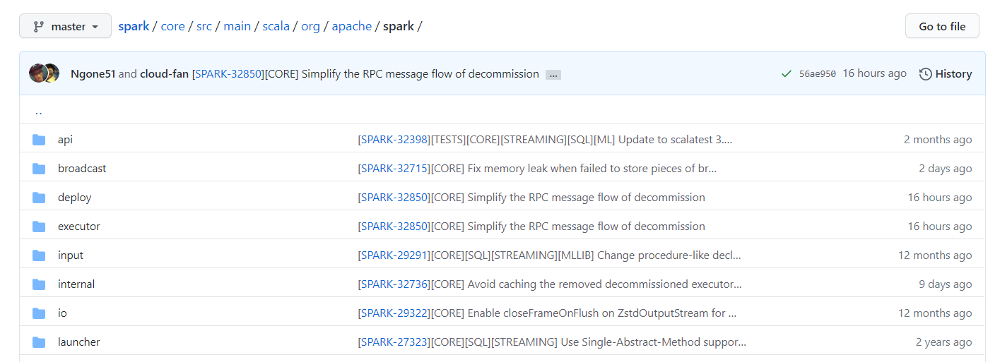 master spark / core / src / main / scala / org / apache / spark / Go to file
Ngone51 and cloud-fan [SPARK-32850][CORE] Simplify the RPC message flow of decommission ... 56ae950 16 hours ago History
..
api [SPARK-32398][TESTS][CORE][STREAMING][SQL][ML] Update to scalatest 3.... 2 months ago
broadcast [SPARK-32715][CORE] Fix memory leak when failed to store pieces of br... 2 days ago
deploy [SPARK-32850][CORE] Simplify the RPC message flow of decommission 16 hours ago
executor [SPARK-32850][CORE] Simplify the RPC message flow of decommission 16 hours ago
input [SPARK-29291][CORE][SQL][STREAMING][MLLIB] Change procedure-like decl... 12 months ago
internal [SPARK-32736][CORE] Avoid caching the removed decommissioned executor... 9 days ago
io [SPARK-29322][CORE] Enable closeFrameOnFlush on ZstdOutputStream for ... 12 months ago
launcher [SPARK-27323][CORE][SQL][STREAMING] Use Single-Abstract-Method suppor... 2 years ago